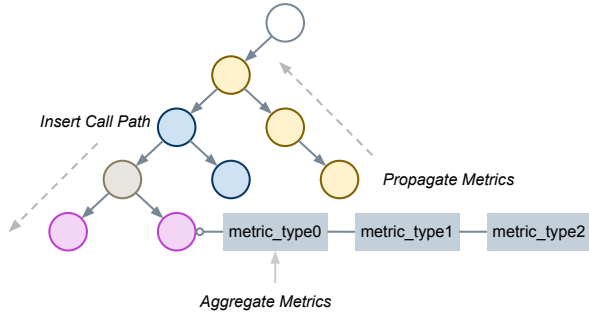 Insert Call Path
Propagate Metrics
metric_type0
metric_type1
metric_type2
Aggregate Metrics